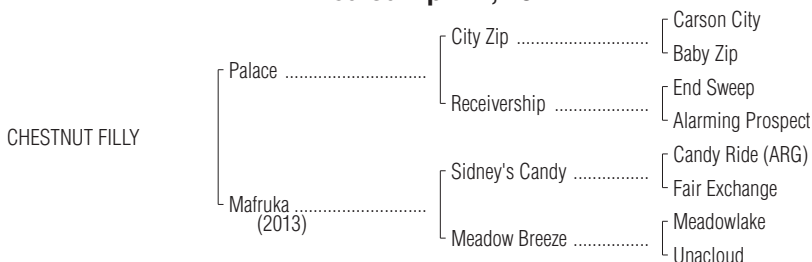 Carson City
City Zip ................................
Baby Zip
Palace .............................
End Sweep
Receivership .......................
Alarming Prospect
CHESTNUT FILLY
Candy Ride (ARG)
Sidney's Candy ..................
Fair Exchange
Mafruka ...........................
(2013)
Meadowlake
Meadow Breeze ..................
Unacloud